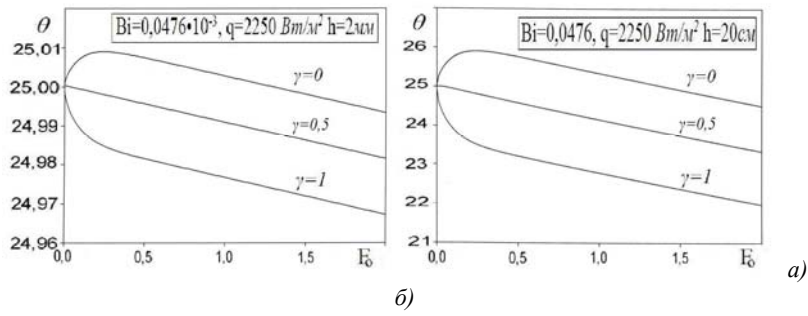 θ
Bi=0,0476•10⁻³, q=2250 Вт/м² h=2мм
25,01
25,00
24,99
24,98
24,97
24,96
γ=0
γ=0,5
γ=1
0,0 0,5 1,0 1,5 F₀
θ
Bi=0,0476, q=2250 Вт/м² h=20см
26
25
24
23
22
21
γ=0
γ=0,5
γ=1
0,0 0,5 1,0 1,5 F₀
а)
б)